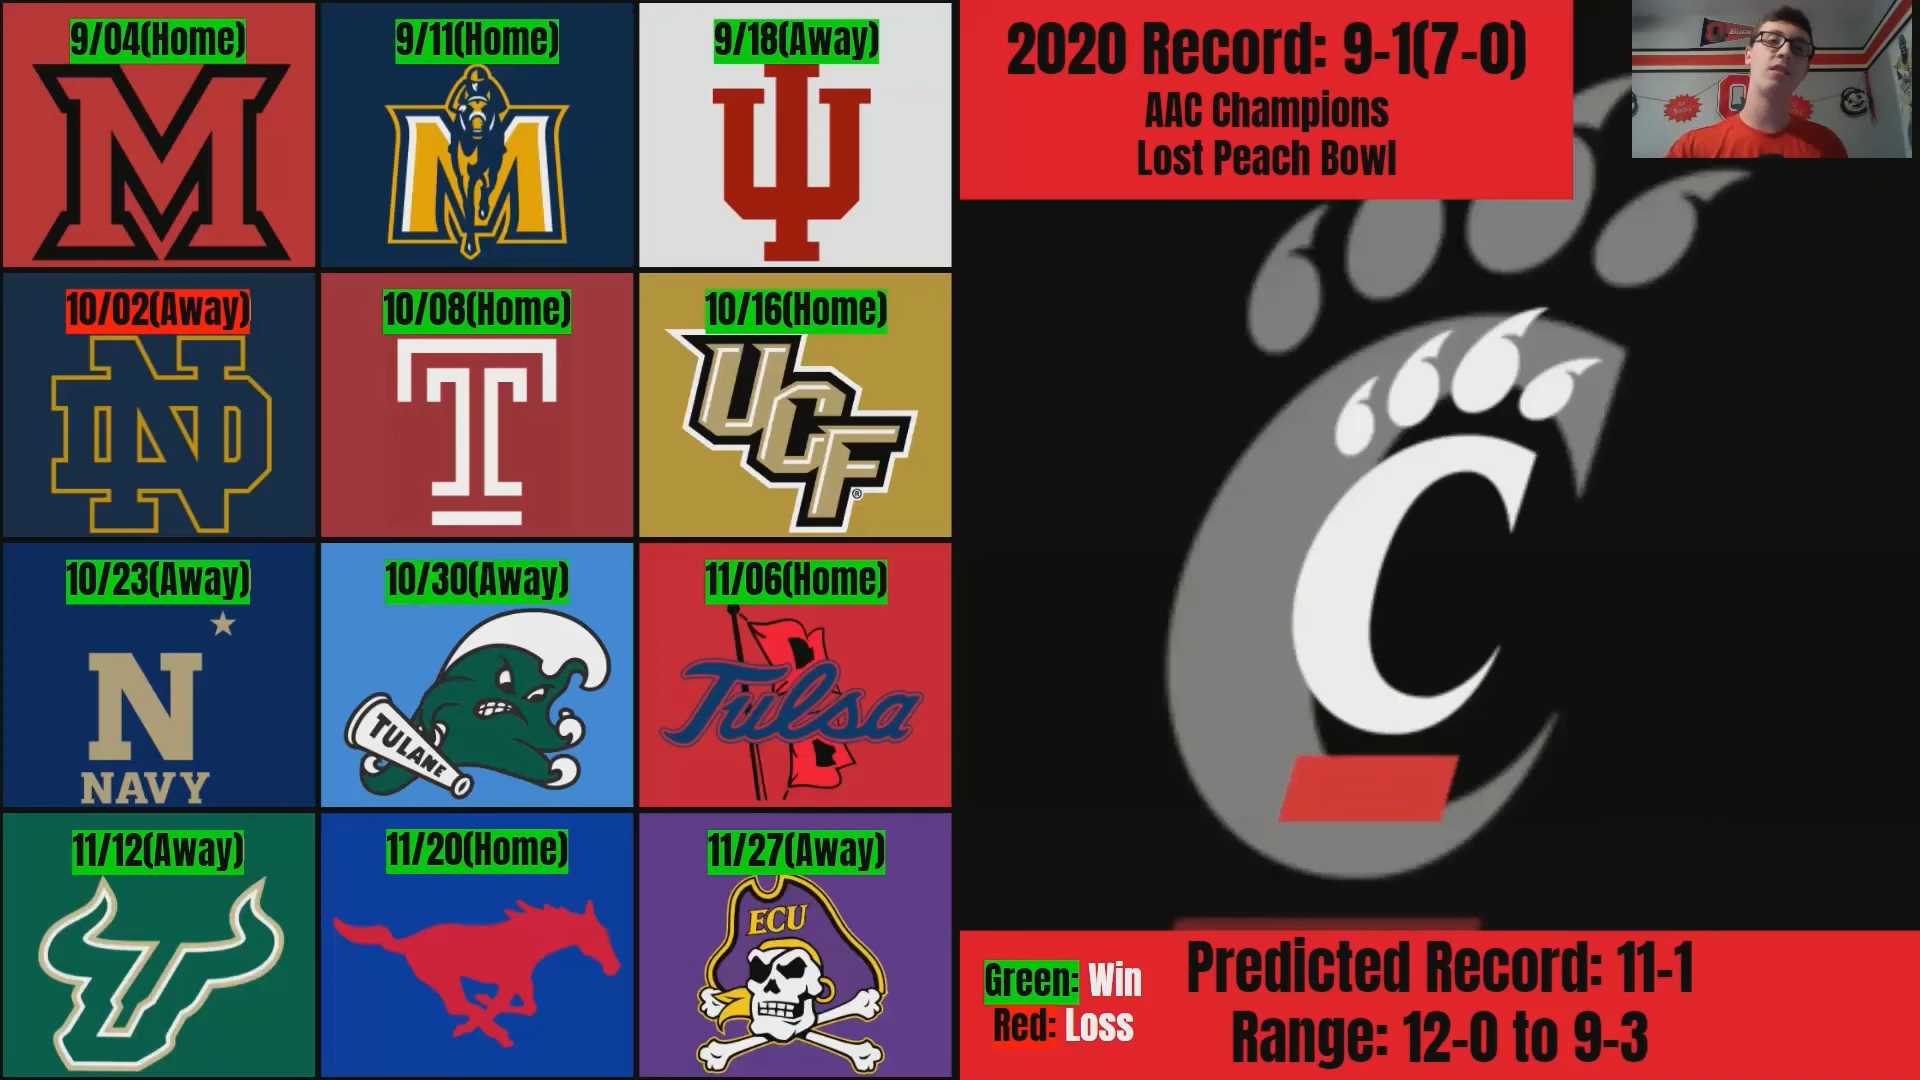 9/04(Home)
9/11(Home)
9/18(Away)
M
M
IU
10/02(Away)
10/08(Home)
10/16(Home)
ND
T
UCF
®
10/23(Away)
10/30(Away)
11/06(Home)
N
NAVY
TULANE
Tulsa
11/12(Away)
11/20(Home)
11/27(Away)
U
ECU
2020 Record: 9-1(7-0)
AAC Champions
Lost Peach Bowl
C
Green: Win
Red: Loss
Predicted Record: 11-1
Range: 12-0 to 9-3